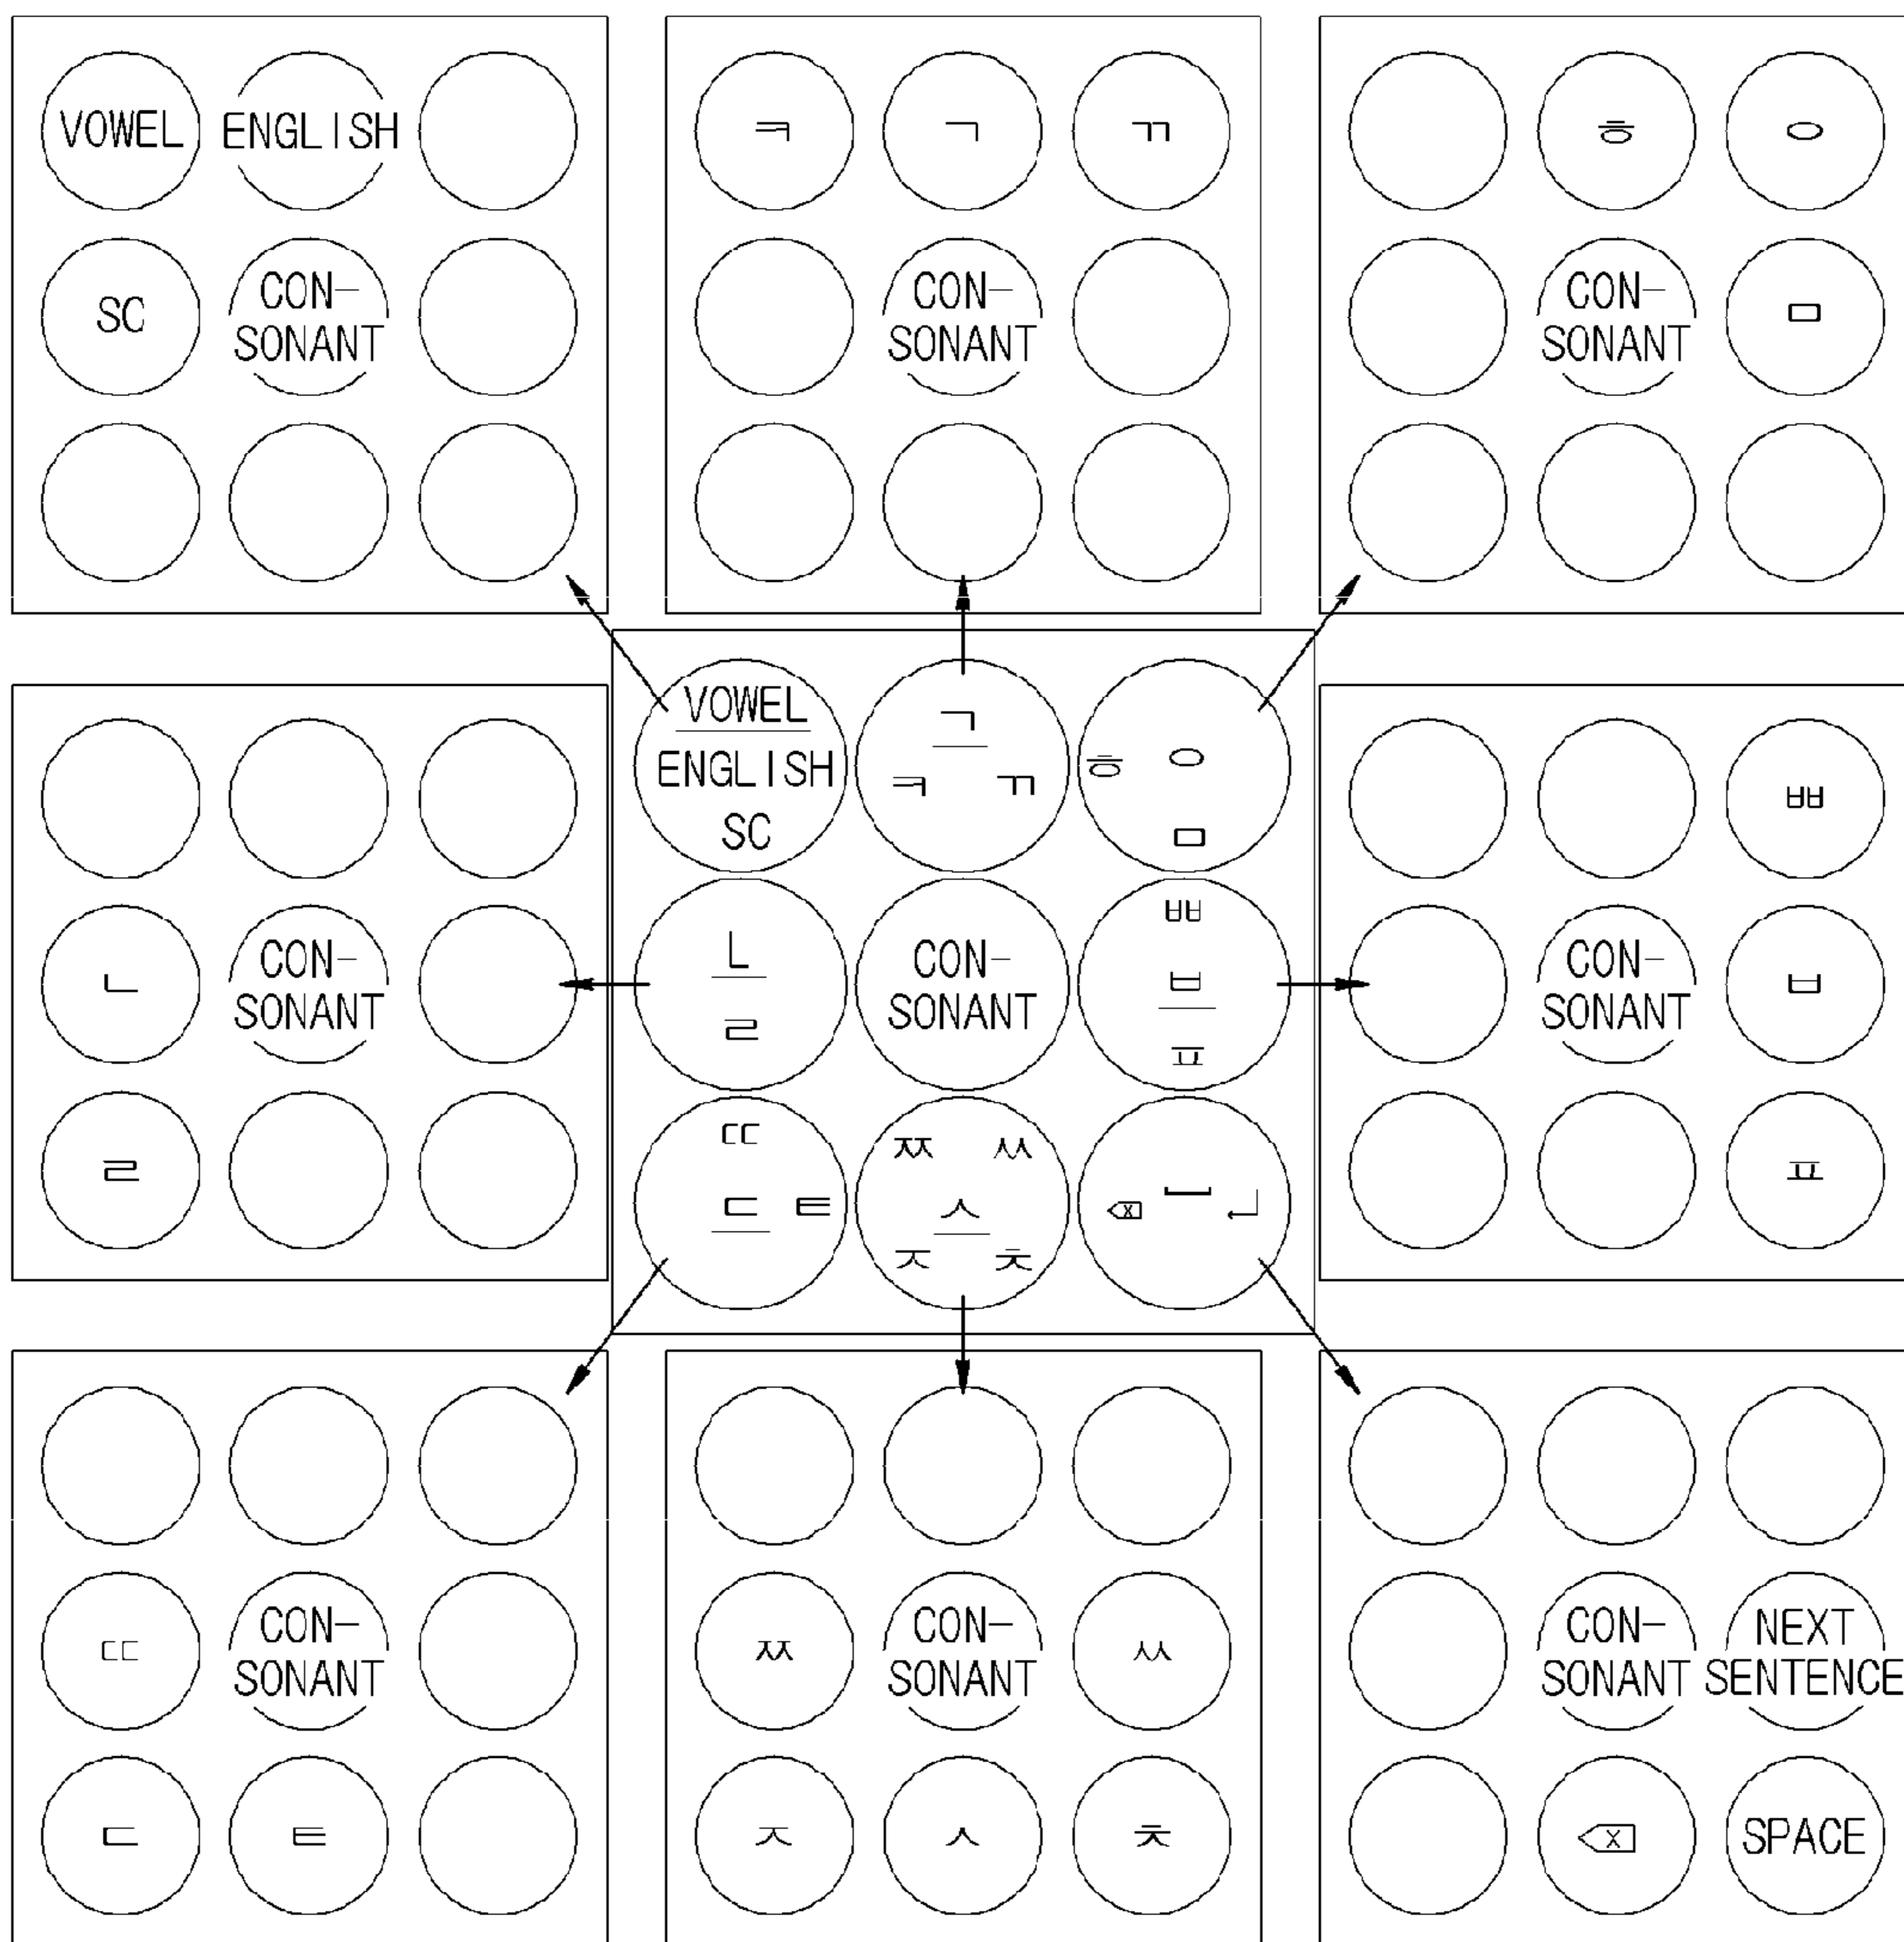 VOWEL ENGLISH
SC CON-
SONANT
ㅋ ㄱ ㄲ
CON-
SONANT
ㅎ ㅇ
CON-
SONANT ㅁ
CON-
ㄴ SONANT
ㄹ
VOWEL
ENGLISH
SC
ㄱ
ㅋ ㄲ
ㅎ ㅇ
ㅁ
ㄴ
ㄹ
CON-
SONANT
ㅃ
ㅂ
ㅍ
ㄸ
ㄷ ㅌ
ㅉ ㅆ
ㅅ
ㅈ ㅊ
⌫ ⎵ ↵
ㅃ
CON-
SONANT ㅂ
ㅍ
ㄸ CON-
SONANT
ㄷ ㅌ
ㅉ CON-
SONANT ㅆ
ㅈ ㅅ ㅊ
CON-
SONANT
NEXT
SENTENCE
⌫ SPACE